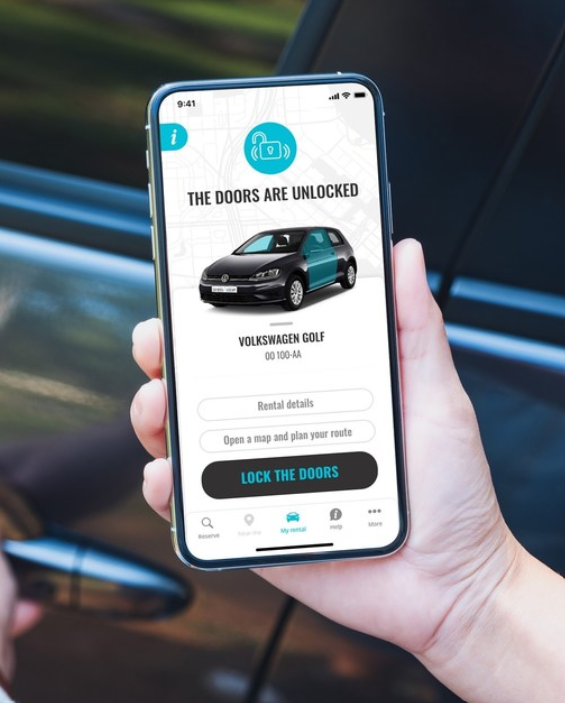 9:41
i
THE DOORS ARE UNLOCKED
VOLKSWAGEN GOLF
00 100-AA
Rental details
Open a map and plan your route
LOCK THE DOORS
Reserve
My rental
Help
More